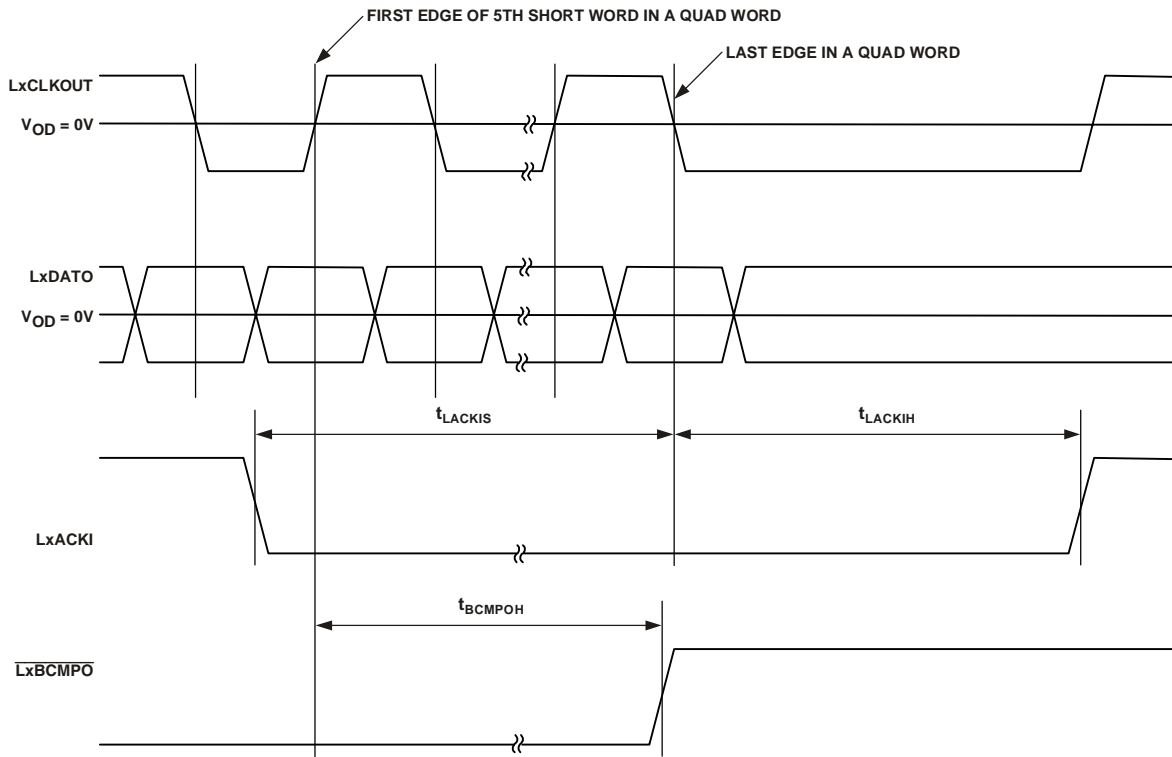 FIRST EDGE OF 5TH SHORT WORD IN A QUAD WORD
LAST EDGE IN A QUAD WORD
LxCLKOUT
VOD = 0V
LxDATO
VOD = 0V
tLACKIS
tLACKIH
LxACKI
tBCMPOH
LxBCMPO